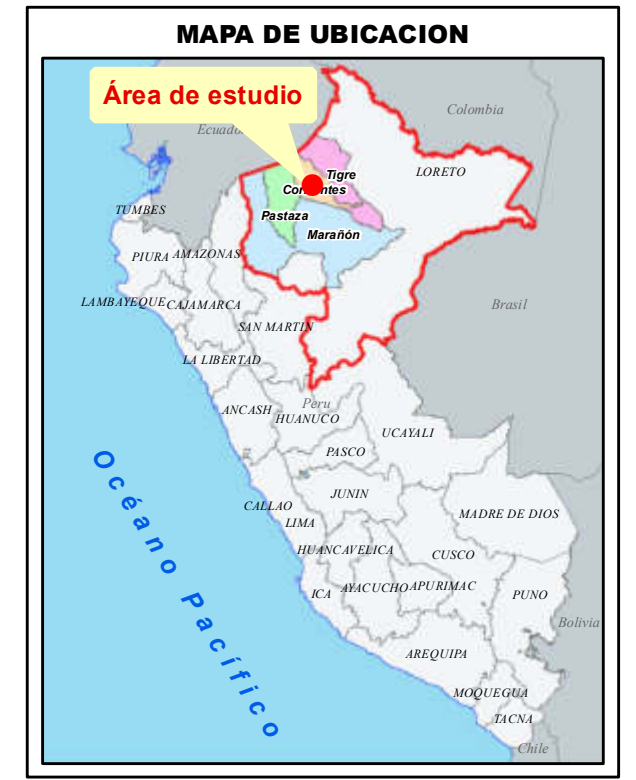 MAPA DE UBICACION
Área de estudio
Colombia
Ecuador
LORETO
Tigre
Corrientes
Pastaza
Marañón
TUMBES
PIURA
AMAZONAS
LAMBAYEQUE
CAJAMARCA
Brasil
SAN MARTIN
LA LIBERTAD
Peru
ANCASH
HUANUCO
UCAYALI
PASCO
Océano Pacífico
JUNIN
CALLAO
LIMA
MADRE DE DIOS
HUANCAVELICA
CUSCO
ICA
AYACUCHO
APURIMAC
PUNO
Bolivia
AREQUIPA
MOQUEGUA
TACNA
Chile